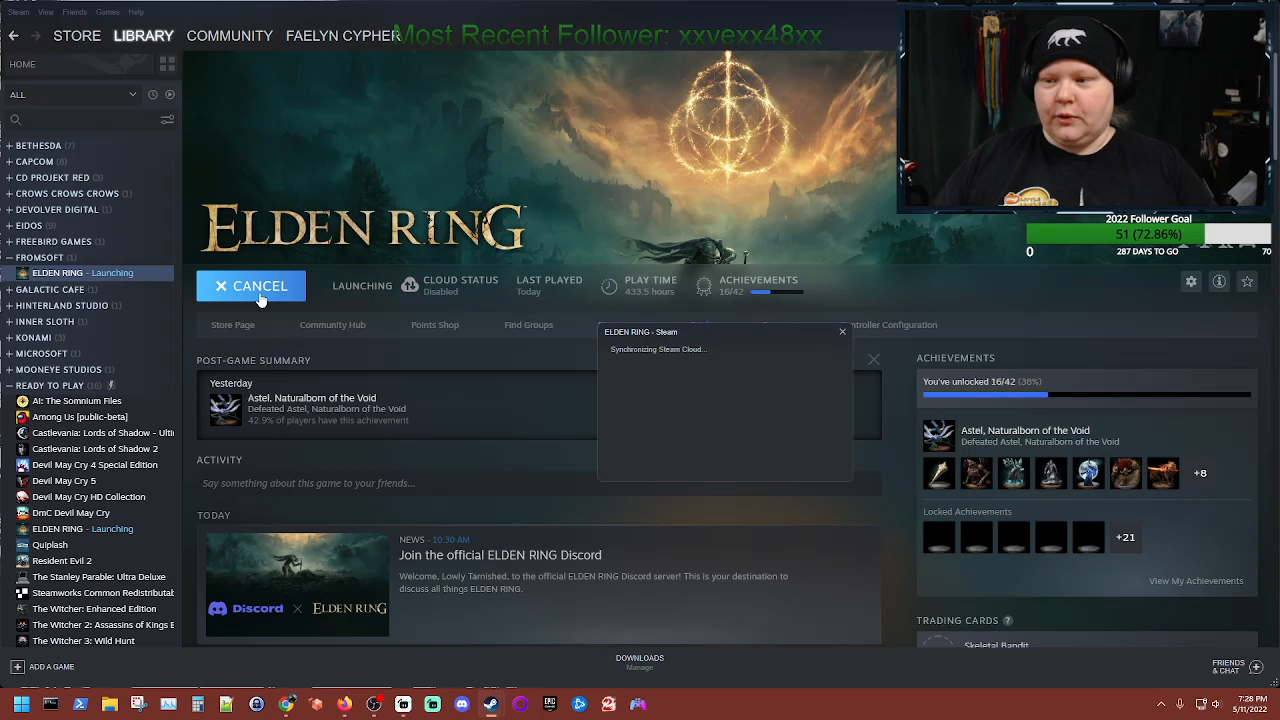 Steam View Friends Games Help
STORE LIBRARY COMMUNITY FAELYN CYPHER
Most Recent Follower: xxvexx48xx
HOME
ALL
BETHESDA (7)
CAPCOM (8)
CD PROJEKT RED (3)
CROWS CROWS CROWS (1)
DEVOLVER DIGITAL (1)
EIDOS (9)
FREEBIRD GAMES (1)
FROMSOFT (1)
ELDEN RING - Launching
GALACTIC CAFE (1)
HINTERLAND STUDIO (1)
INNER SLOTH (1)
KONAMI (3)
MICROSOFT (1)
MOONEYE STUDIOS (1)
READY TO PLAY (16)
AI: The Somnium Files
Among Us [public-beta]
Castlevania: Lords of Shadow - Ulti
Castlevania: Lords of Shadow 2
Devil May Cry 4 Special Edition
Devil May Cry 5
Devil May Cry HD Collection
DmC Devil May Cry
ELDEN RING - Launching
Quiplash
Resident Evil 2
The Stanley Parable: Ultra Deluxe
The Stillness of the Wind
The Witcher: Enhanced Edition
The Witcher 2: Assassins of Kings E
The Witcher 3: Wild Hunt
ELDEN RING
2022 Follower Goal
51 (72.86%)
0 287 DAYS TO GO 70
CANCEL
LAUNCHING
CLOUD STATUS
Disabled
LAST PLAYED
Today
PLAY TIME
433.5 hours
ACHIEVEMENTS
16/42
Store Page Community Hub Points Shop Find Groups ntroller Configuration
ELDEN RING - Steam
Synchronizing Steam Cloud...
POST-GAME SUMMARY
Yesterday
Astel, Naturalborn of the Void
Defeated Astel, Naturalborn of the Void
42.9% of players have this achievement
ACTIVITY
Say something about this game to your friends...
TODAY
NEWS - 10:30 AM
Join the official ELDEN RING Discord
Welcome, Lowly Tarnished, to the official ELDEN RING Discord server! This is your destination to
discuss all things ELDEN RING.
Discord X ELDEN RING
ACHIEVEMENTS
You've unlocked 16/42 (38%)
Astel, Naturalborn of the Void
Defeated Astel, Naturalborn of the Void
+8
Locked Achievements
+21
View My Achievements
TRADING CARDS ?
Skeletal Bandit
ADD A GAME
DOWNLOADS
Manage
FRIENDS
& CHAT
7:28 PM
5/11/2022